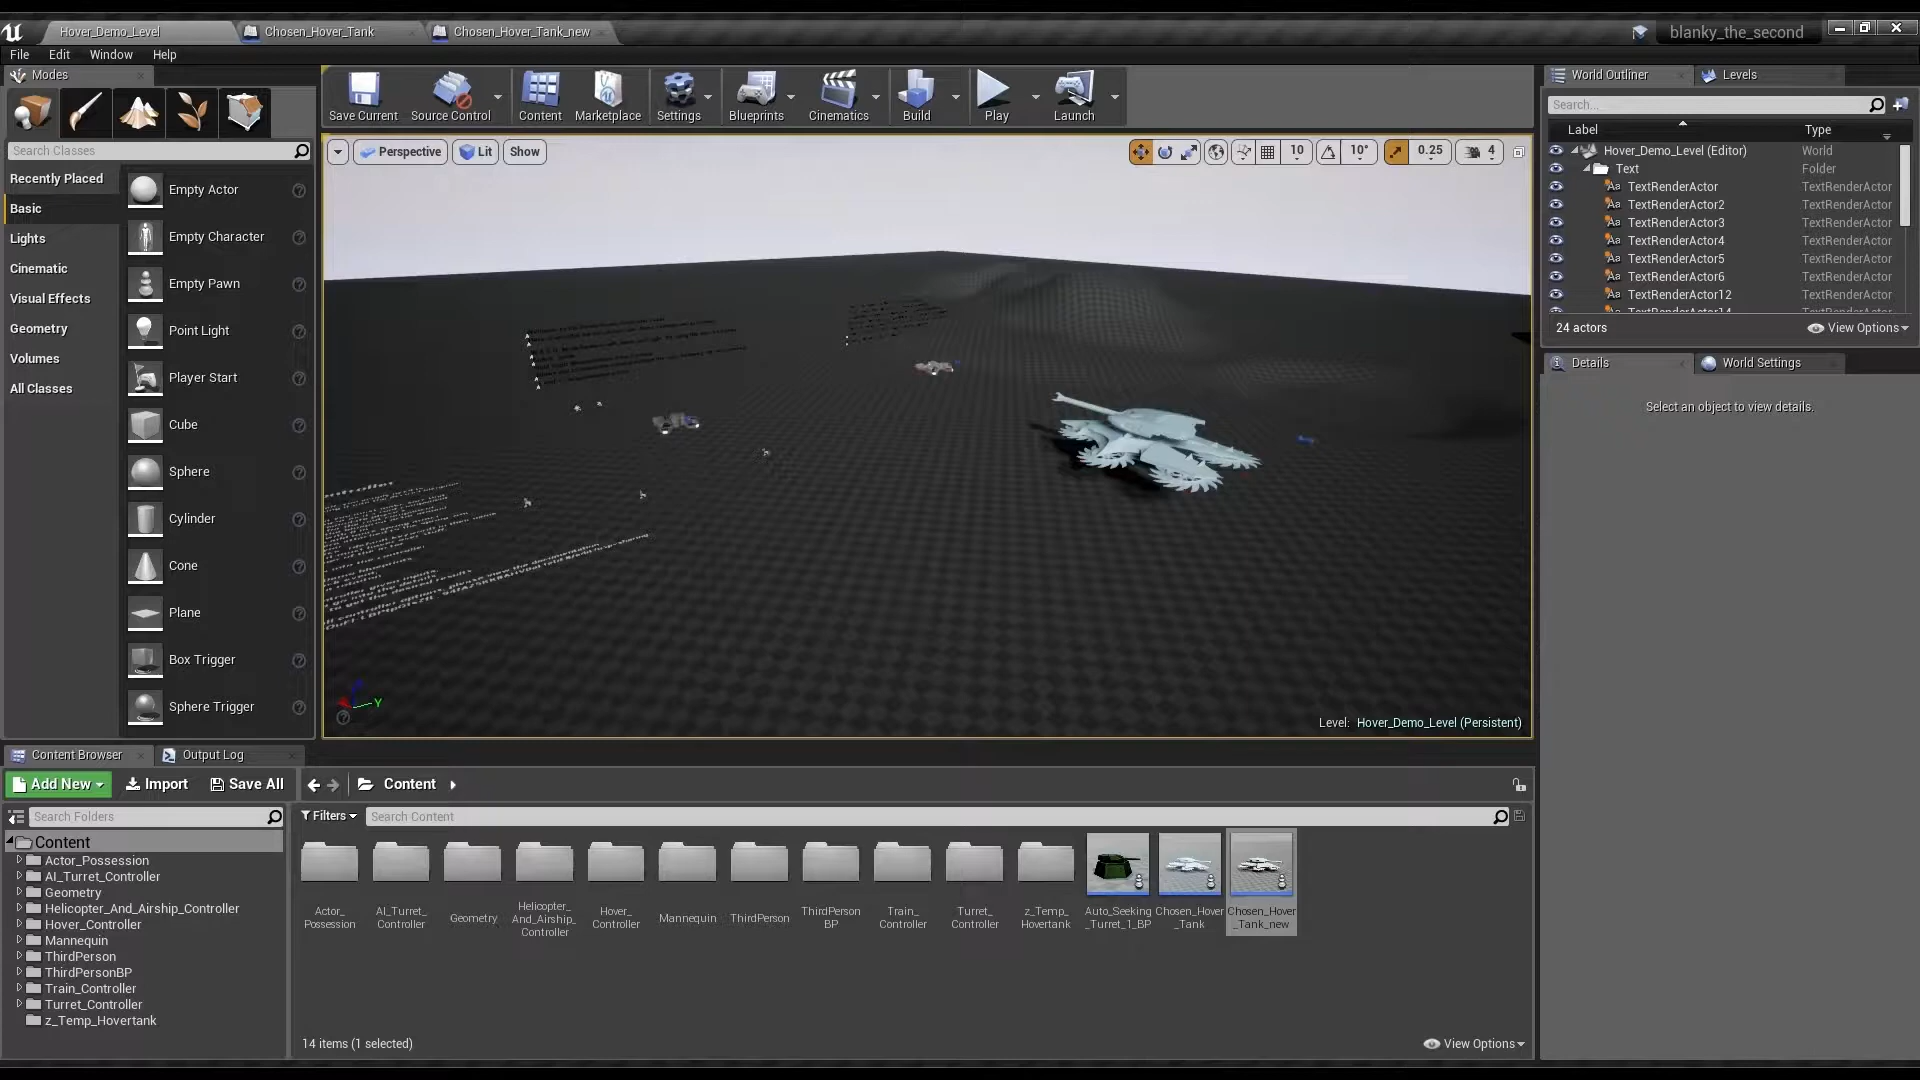 Hover_Demo_Level
Chosen_Hover_Tank
Chosen_Hover_Tank_new
blanky_the_second
File Edit Window Help
Modes
Save Current
Source Control
Content
Marketplace
Settings
Blueprints
Cinematics
Build
Play
Launch
Search Classes
Recently Placed
Basic
Lights
Cinematic
Visual Effects
Geometry
Volumes
All Classes
Empty Actor
Empty Character
Empty Pawn
Point Light
Player Start
Cube
Sphere
Cylinder
Cone
Plane
Box Trigger
Sphere Trigger
Perspective
Lit
Show
10
10°
0.25
4
Y
Level: Hover_Demo_Level (Persistent)
World Outliner
Levels
Search...
Label Type
Hover_Demo_Level (Editor) World
Text Folder
TextRenderActor TextRenderActor
TextRenderActor2 TextRenderActor
TextRenderActor3 TextRenderActor
TextRenderActor4 TextRenderActor
TextRenderActor5 TextRenderActor
TextRenderActor6 TextRenderActor
TextRenderActor12 TextRenderActor
TextRenderActor14 TextRenderActor
24 actors
View Options
Details
World Settings
Select an object to view details.
Content Browser
Output Log
Add New
Import
Save All
Content
Search Folders
Content
Actor_Possession
AI_Turret_Controller
Geometry
Helicopter_And_Airship_Controller
Hover_Controller
Mannequin
ThirdPerson
ThirdPersonBP
Train_Controller
Turret_Controller
z_Temp_Hovertank
Filters
Search Content
Actor_
Possession
AI_Turret_
Controller
Geometry
Helicopter_
And_Airship_
Controller
Hover_
Controller
Mannequin
ThirdPerson
ThirdPerson
BP
Train_
Controller
Turret_
Controller
z_Temp_
Hovertank
Auto_Seeking
_Turret_1_BP
Chosen_Hover
_Tank
Chosen_Hover
_Tank_new
14 items (1 selected)
View Options